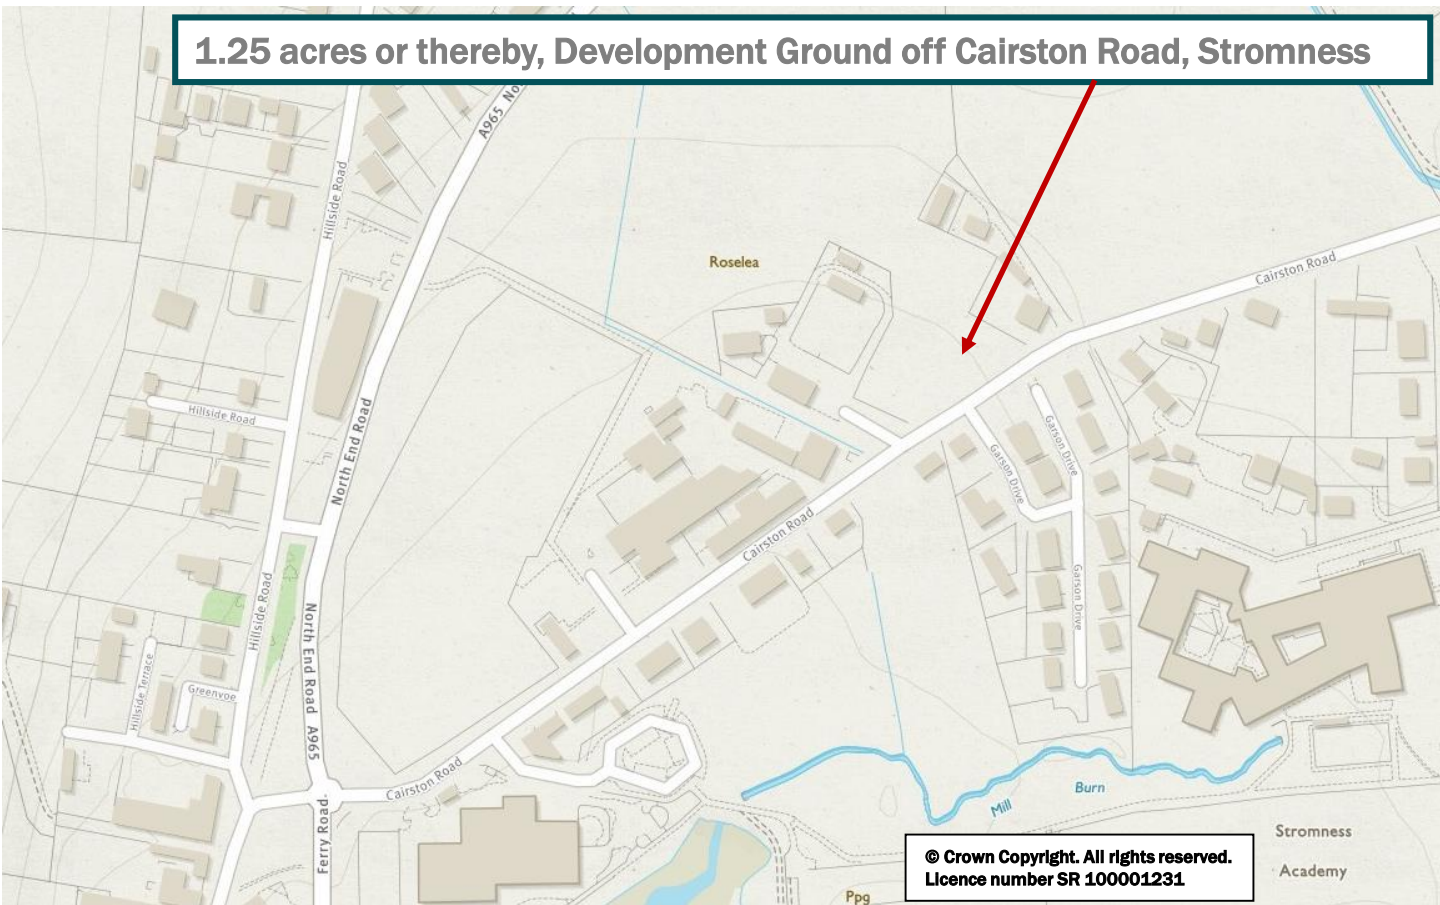 1.25 acres or thereby, Development Ground off Cairston Road, Stromness
A965 No
Hillside Road
Roselea
Cairston Road
Hillside Road
North End Road
Garson Drive
Garson Drive
Cairston Road
Garson Drive
Hillside Road
North End Road A965
Hillside Terrace
Greenvoe
Cairston Road
Ferry Road
Mill
Burn
Stromness
Academy
Ppg
© Crown Copyright. All rights reserved.
Licence number SR 100001231